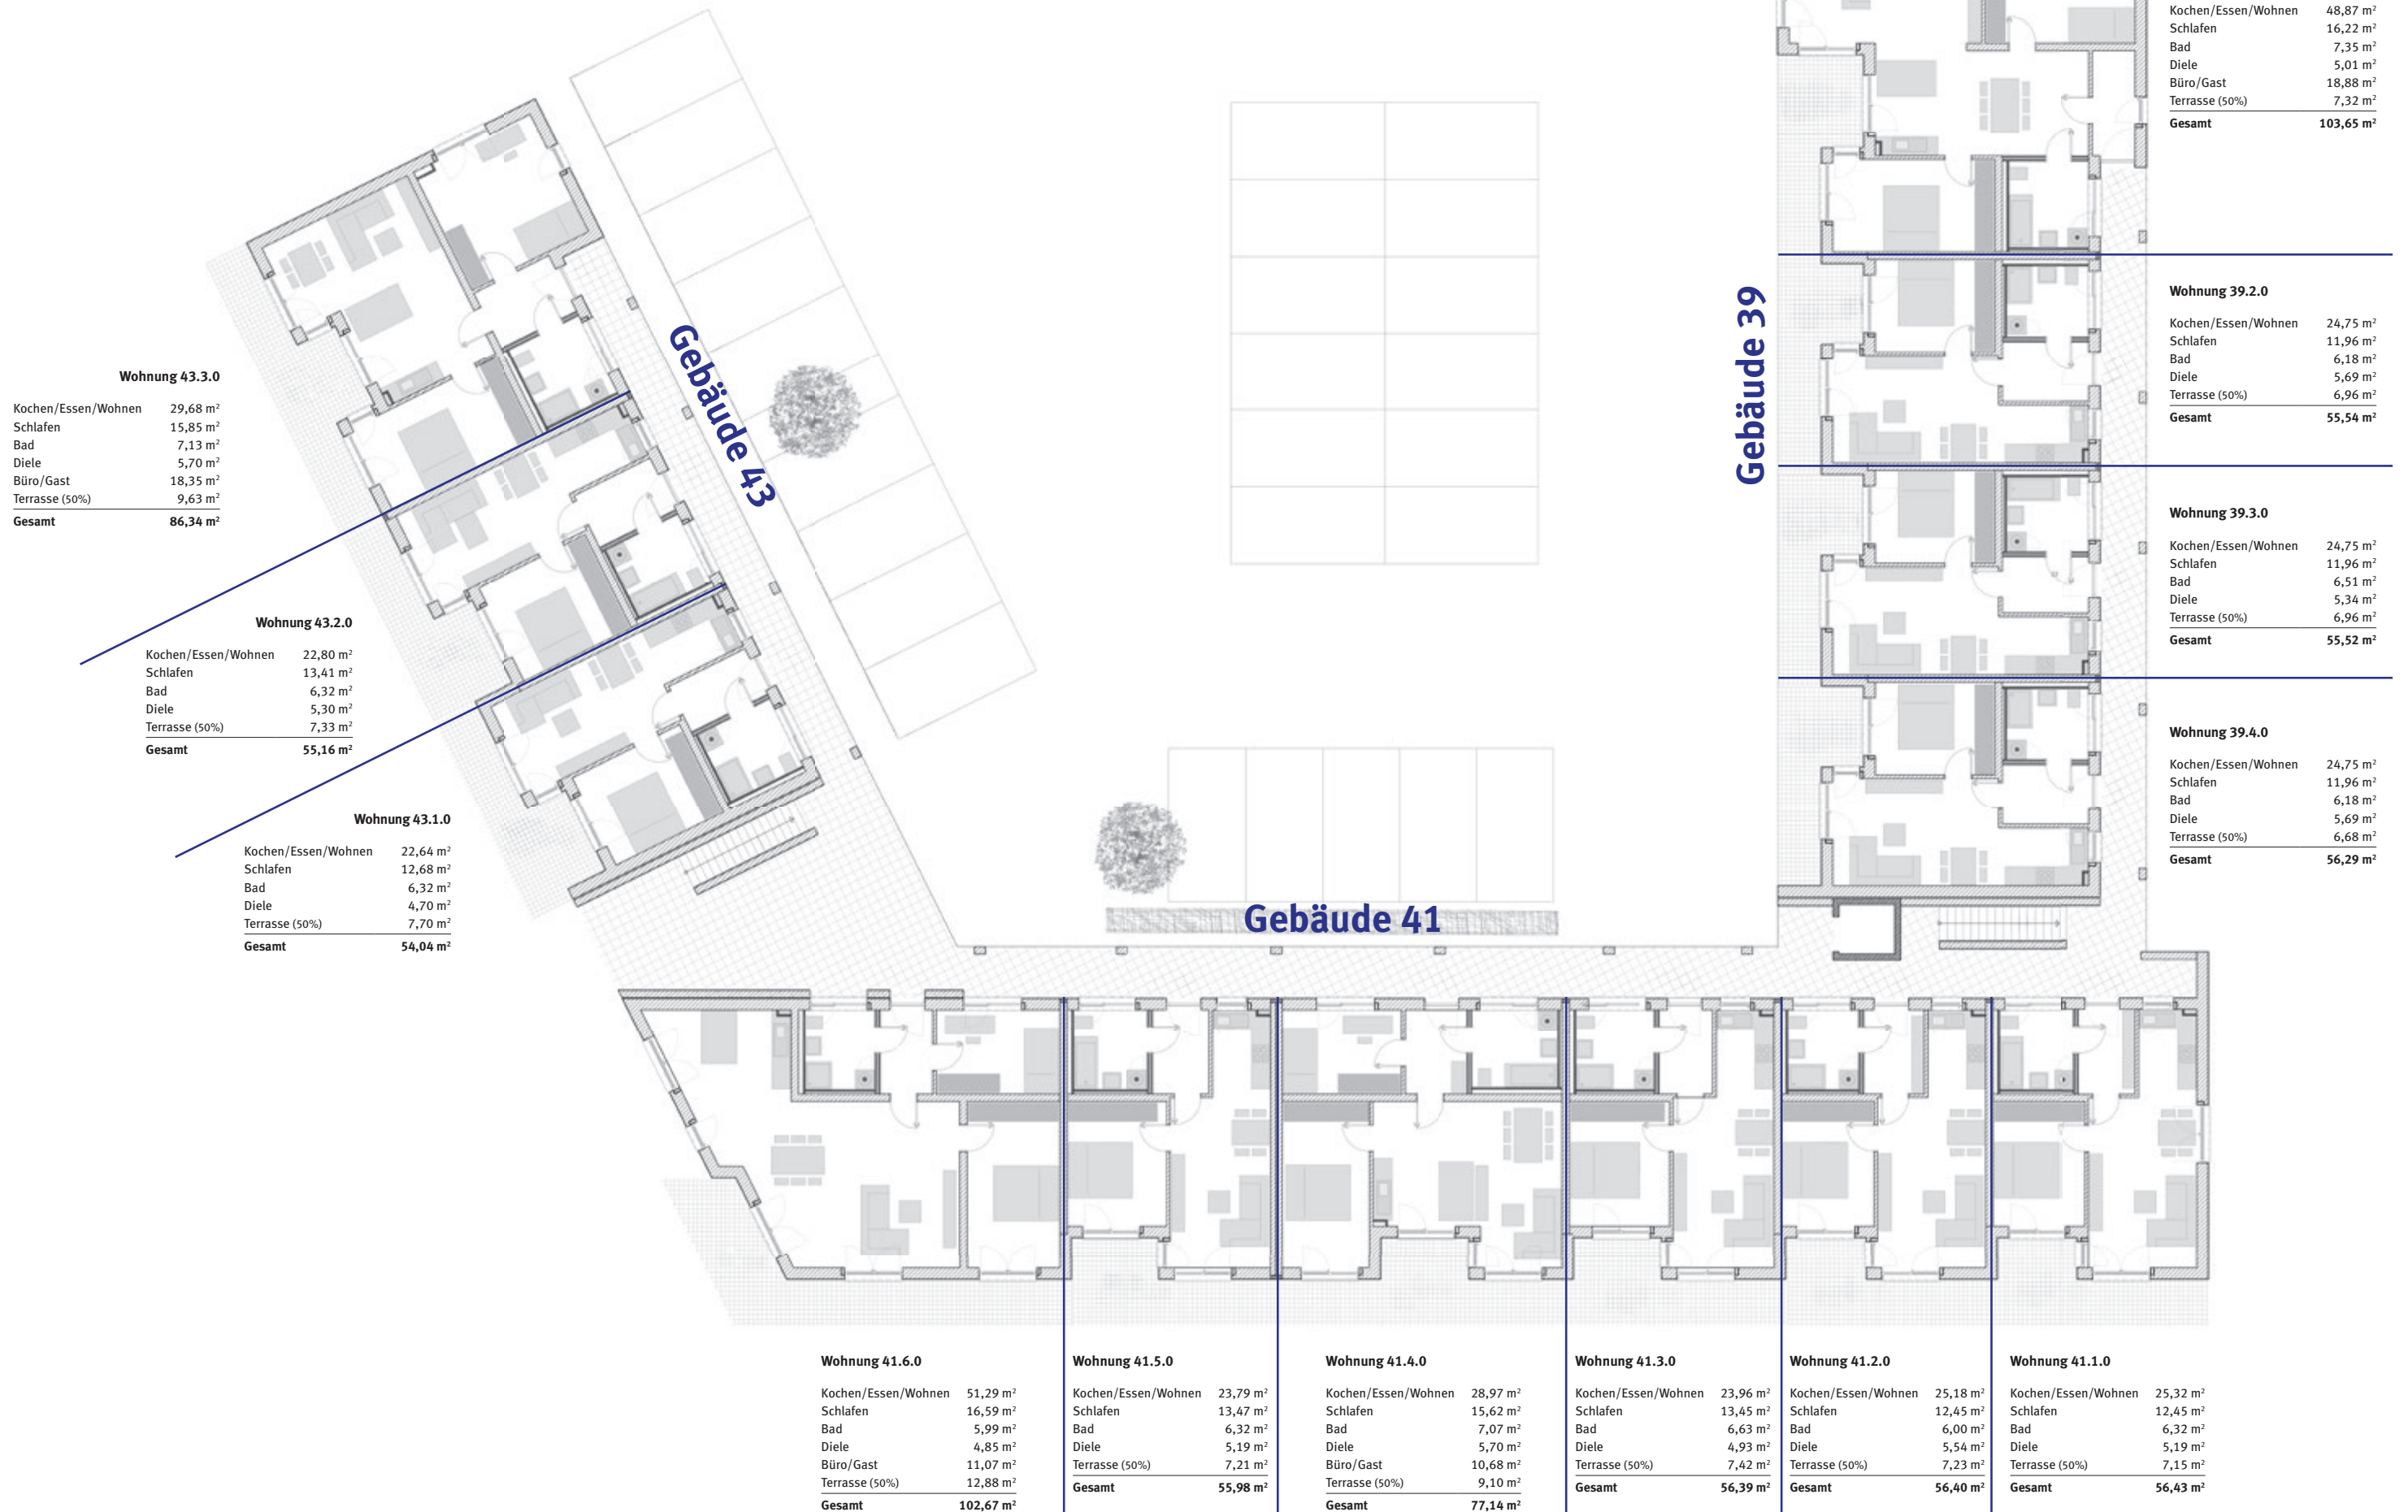 Kochen/Essen/Wohnen 48,87 m²
Schlafen 16,22 m²
Bad 7,35 m²
Diele 5,01 m²
Büro/Gast 18,88 m²
Terrasse (50%) 7,32 m²
Gesamt 103,65 m²
Gebäude 39
Wohnung 39.2.0
Kochen/Essen/Wohnen 24,75 m²
Schlafen 11,96 m²
Bad 6,18 m²
Diele 5,69 m²
Terrasse (50%) 6,96 m²
Gesamt 55,54 m²
Wohnung 39.3.0
Kochen/Essen/Wohnen 24,75 m²
Schlafen 11,96 m²
Bad 6,51 m²
Diele 5,34 m²
Terrasse (50%) 6,96 m²
Gesamt 55,52 m²
Wohnung 39.4.0
Kochen/Essen/Wohnen 24,75 m²
Schlafen 11,96 m²
Bad 6,18 m²
Diele 5,69 m²
Terrasse (50%) 6,68 m²
Gesamt 56,29 m²
Gebäude 43
Wohnung 43.3.0
Kochen/Essen/Wohnen 29,68 m²
Schlafen 15,85 m²
Bad 7,13 m²
Diele 5,70 m²
Büro/Gast 18,35 m²
Terrasse (50%) 9,63 m²
Gesamt 86,34 m²
Wohnung 43.2.0
Kochen/Essen/Wohnen 22,80 m²
Schlafen 13,41 m²
Bad 6,32 m²
Diele 5,30 m²
Terrasse (50%) 7,33 m²
Gesamt 55,16 m²
Wohnung 43.1.0
Kochen/Essen/Wohnen 22,64 m²
Schlafen 12,68 m²
Bad 6,32 m²
Diele 4,70 m²
Terrasse (50%) 7,70 m²
Gesamt 54,04 m²
Gebäude 41
Wohnung 41.6.0
Kochen/Essen/Wohnen 51,29 m²
Schlafen 16,59 m²
Bad 5,99 m²
Diele 4,85 m²
Büro/Gast 11,07 m²
Terrasse (50%) 12,88 m²
Gesamt 102,67 m²
Wohnung 41.5.0
Kochen/Essen/Wohnen 23,79 m²
Schlafen 13,47 m²
Bad 6,32 m²
Diele 5,19 m²
Terrasse (50%) 7,21 m²
Gesamt 55,98 m²
Wohnung 41.4.0
Kochen/Essen/Wohnen 28,97 m²
Schlafen 15,62 m²
Bad 7,07 m²
Diele 5,70 m²
Büro/Gast 10,68 m²
Terrasse (50%) 9,10 m²
Gesamt 77,14 m²
Wohnung 41.3.0
Kochen/Essen/Wohnen 23,96 m²
Schlafen 13,45 m²
Bad 6,63 m²
Diele 4,93 m²
Terrasse (50%) 7,42 m²
Gesamt 56,39 m²
Wohnung 41.2.0
Kochen/Essen/Wohnen 25,18 m²
Schlafen 12,45 m²
Bad 6,00 m²
Diele 5,54 m²
Terrasse (50%) 7,23 m²
Gesamt 56,40 m²
Wohnung 41.1.0
Kochen/Essen/Wohnen 25,32 m²
Schlafen 12,45 m²
Bad 6,32 m²
Diele 5,19 m²
Terrasse (50%) 7,15 m²
Gesamt 56,43 m²